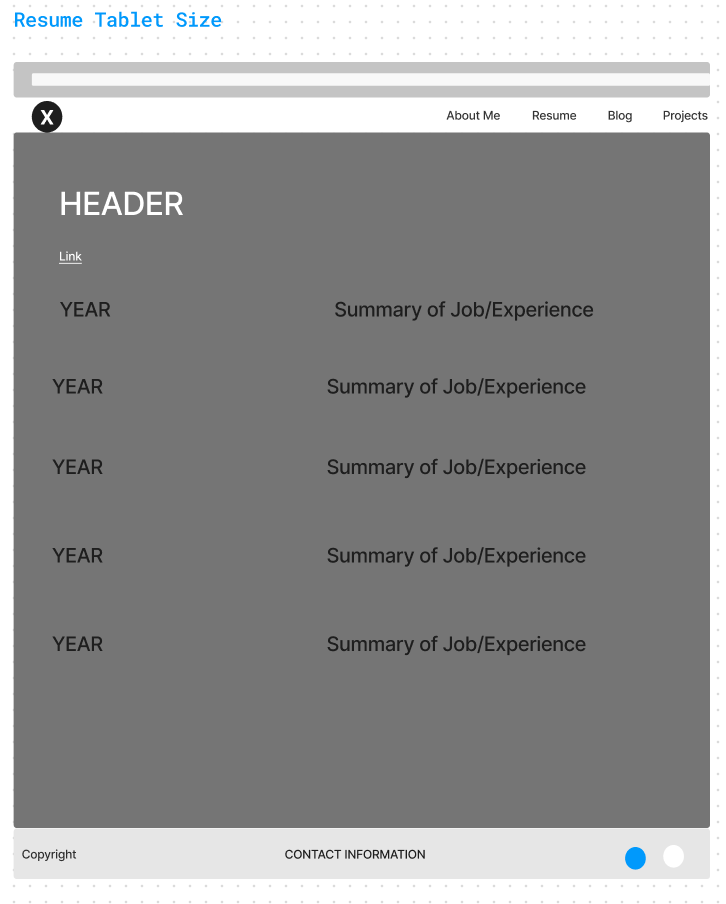 Resume Tablet Size
X About Me Resume Blog Projects
HEADER
Link
YEAR Summary of Job/Experience
YEAR Summary of Job/Experience
YEAR Summary of Job/Experience
YEAR Summary of Job/Experience
YEAR Summary of Job/Experience
Copyright CONTACT INFORMATION